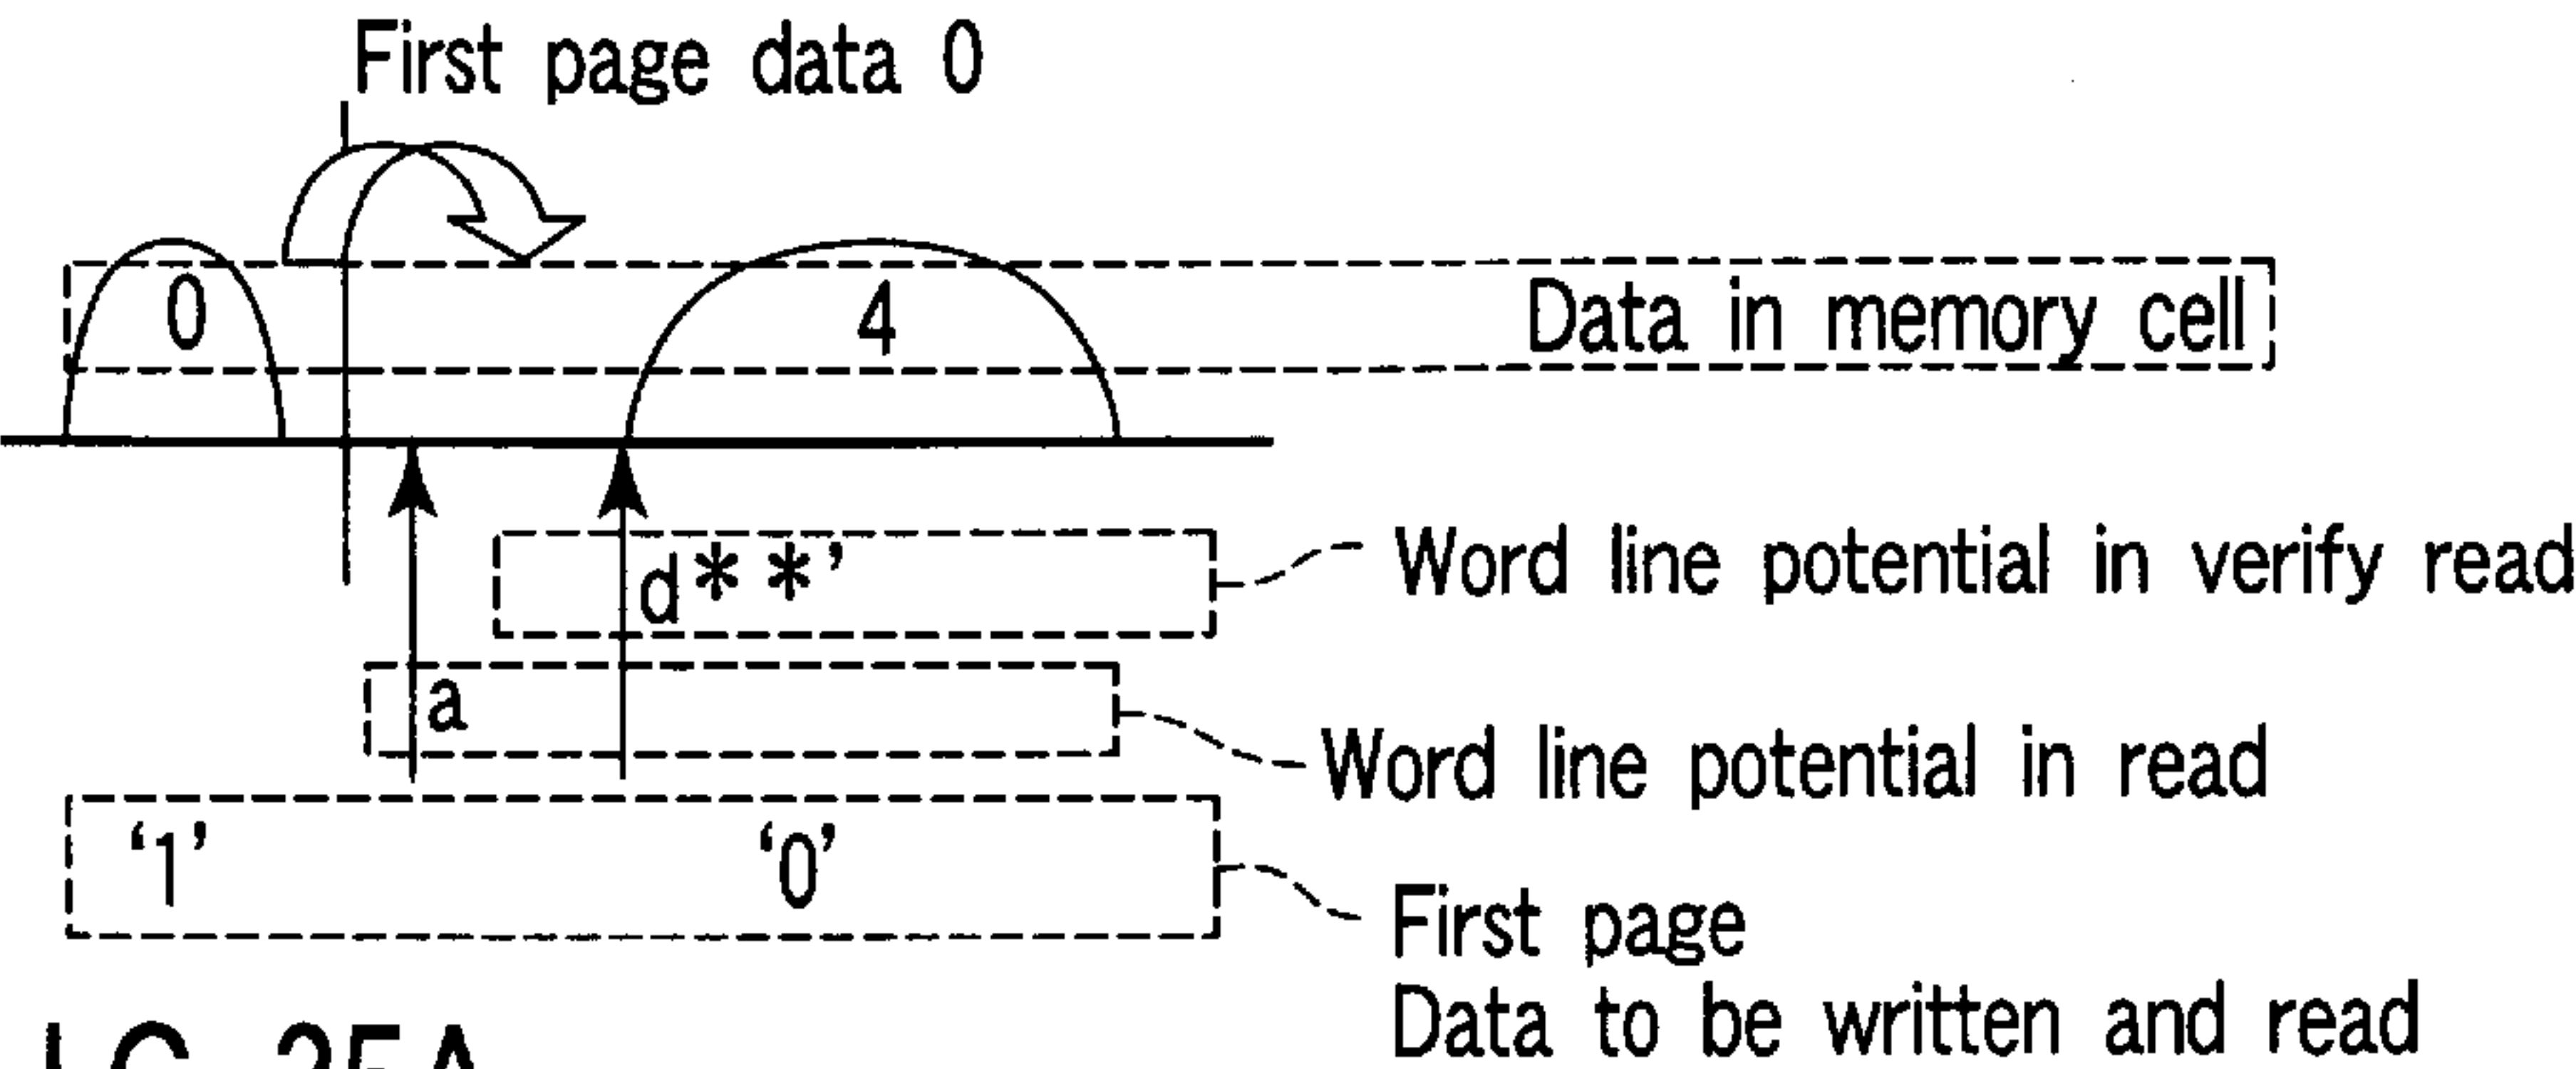 First page data 0
0 4 Data in memory cell
d**’ Word line potential in verify read
a Word line potential in read
‘1’ ‘0’
First page
Data to be written and read